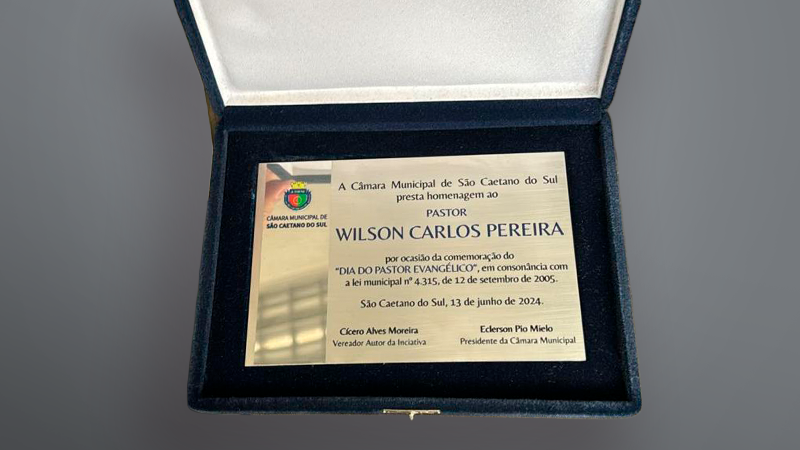 A Câmara Municipal de São Caetano do Sul
presta homenagem ao
PASTOR
WILSON CARLOS PEREIRA
por ocasião da comemoração do
"DIA DO PASTOR EVANGÉLICO", em consonância com
a lei municipal nº 4.315, de 12 de setembro de 2005.
São Caetano do Sul, 13 de junho de 2024.
Cícero Alves Moreira
Vereador Autor da Inciativa
Eclerson Pio Mielo
Presidente da Câmara Municipal
CÂMARA MUNICIPAL DE
SÃO CAETANO DO SUL